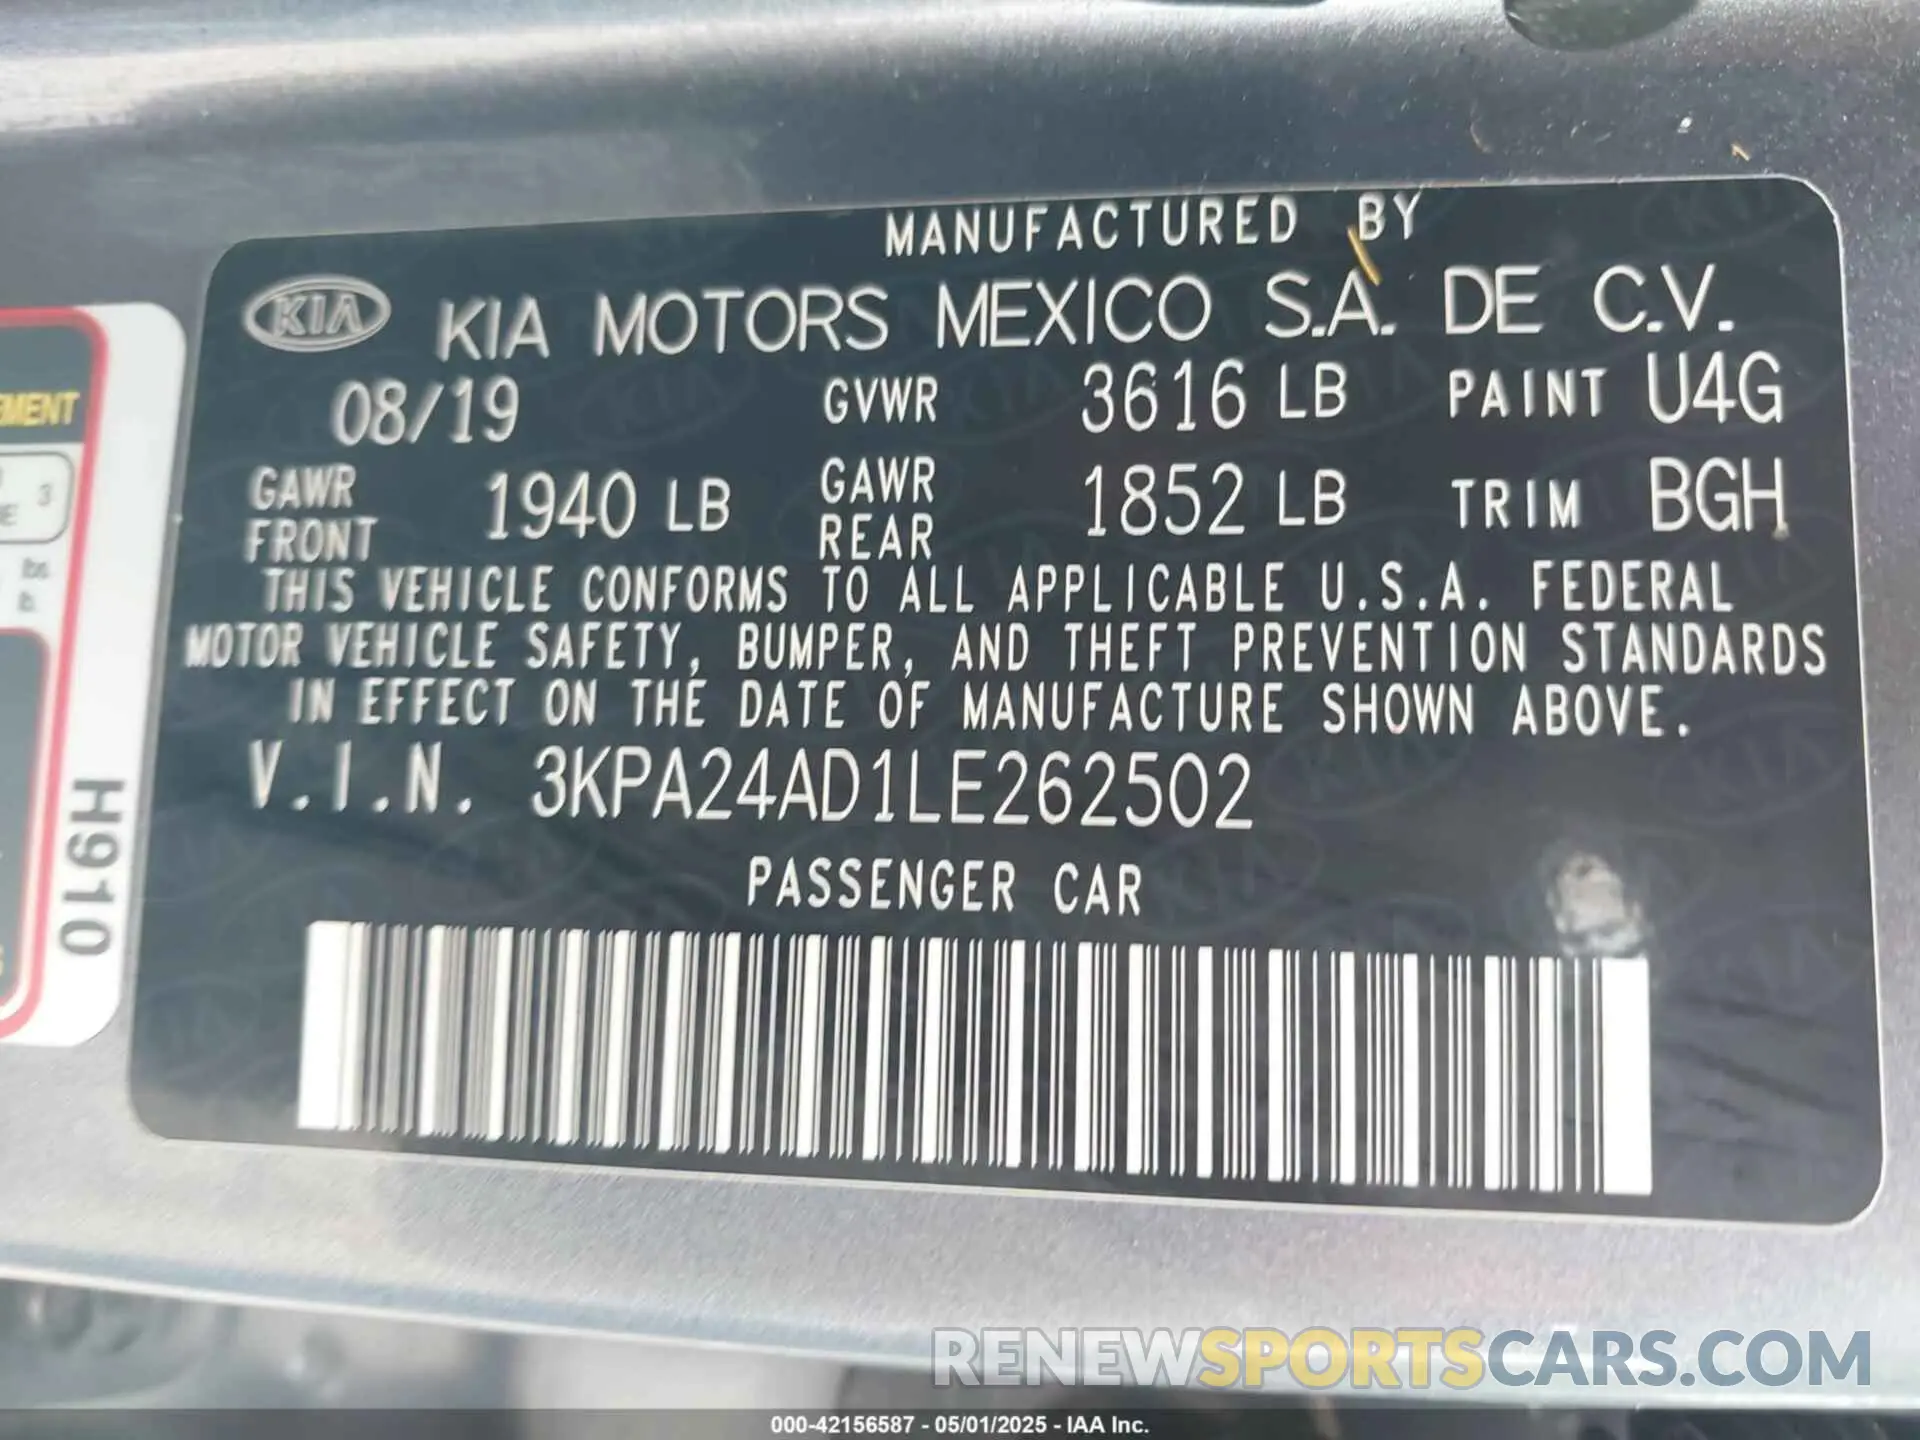 MANUFACTURED BY
KIA KIA MOTORS MEXICO S.A. DE C.V.
08/19 GVWR 3616 LB PAINT U4G
GAWR FRONT 1940 LB GAWR REAR 1852 LB TRIM BGH
THIS VEHICLE CONFORMS TO ALL APPLICABLE U.S.A. FEDERAL
MOTOR VEHICLE SAFETY, BUMPER, AND THEFT PREVENTION STANDARDS
IN EFFECT ON THE DATE OF MANUFACTURE SHOWN ABOVE.
V.I.N. 3KPA24AD1LE262502
PASSENGER CAR
3
lbs
lb.
H910
RENEWSPORTSCARS.COM
000-42156587 - 05/01/2025 - IAA Inc.